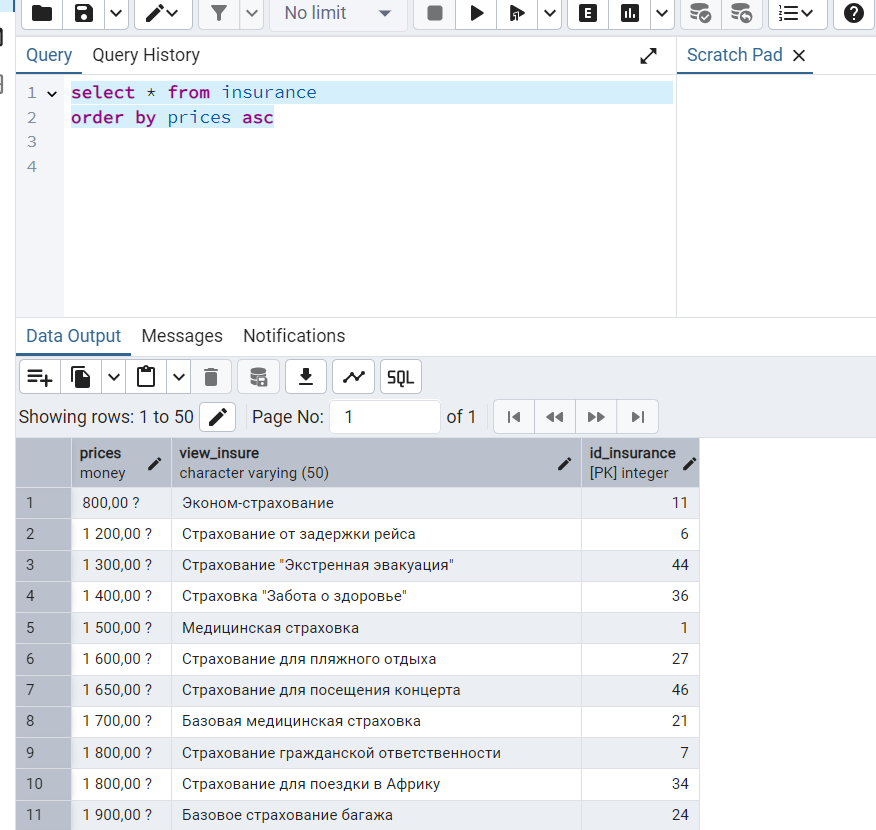 No limit
E
Query Query History
Scratch Pad
1 select * from insurance
2 order by prices asc
3
4
Data Output Messages Notifications
SQL
Showing rows: 1 to 50 Page No: 1 of 1
prices view_insure id_insurance
money character varying (50) [PK] integer
1 800,00 ? Эконом-страхование 11
2 1 200,00 ? Страхование от задержки рейса 6
3 1 300,00 ? Страхование "Экстренная эвакуация" 44
4 1 400,00 ? Страховка "Забота о здоровье" 36
5 1 500,00 ? Медицинская страховка 1
6 1 600,00 ? Страхование для пляжного отдыха 27
7 1 650,00 ? Страхование для посещения концерта 46
8 1 700,00 ? Базовая медицинская страховка 21
9 1 800,00 ? Страхование гражданской ответственности 7
10 1 800,00 ? Страхование для поездки в Африку 34
11 1 900,00 ? Базовое страхование багажа 24